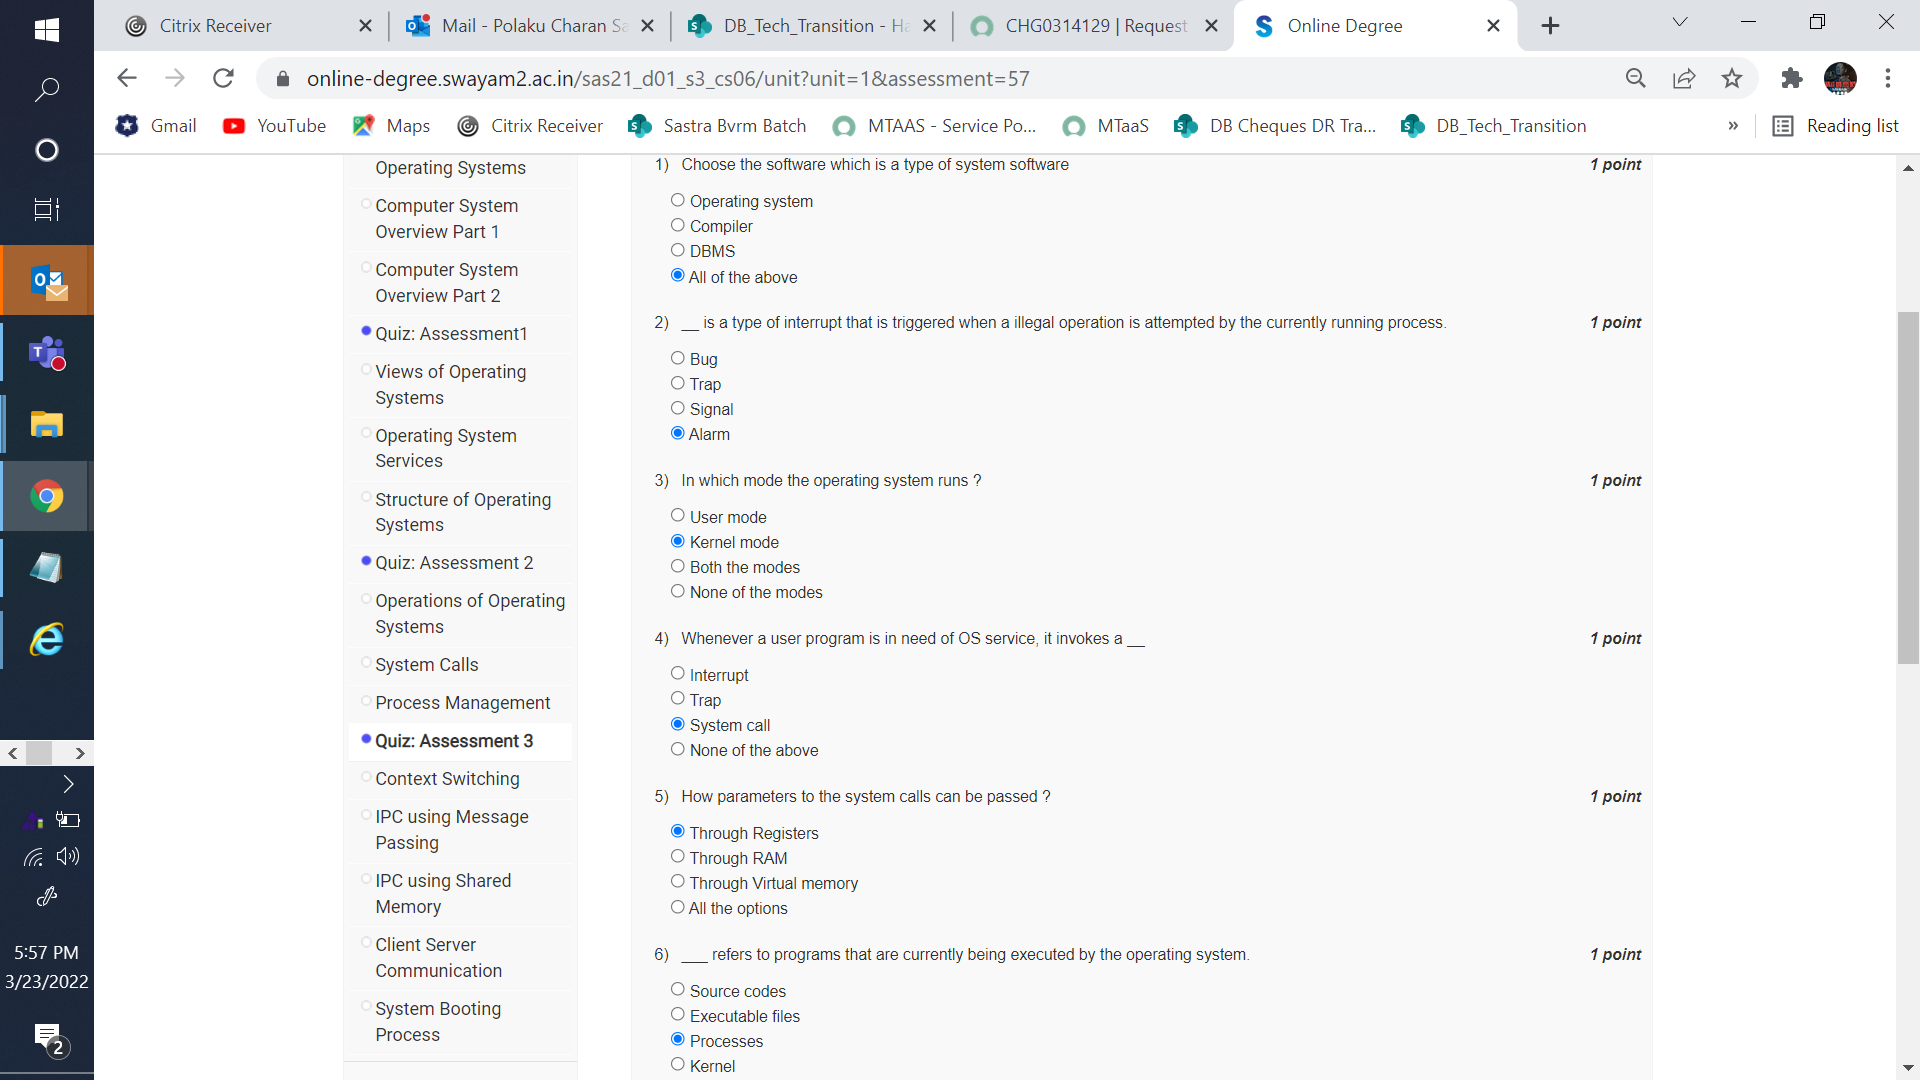 Citrix Receiver
Mail - Polaku Charan Sa
DB_Tech_Transition - Ha
CHG0314129 | Request
Online Degree
online-degree.swayam2.ac.in/sas21_d01_s3_cs06/unit?unit=1&assessment=57
Gmail
YouTube
Maps
Citrix Receiver
Sastra Bvrm Batch
MTAAS - Service Po...
MTaaS
DB Cheques DR Tra...
DB_Tech_Transition
»
Reading list
Operating Systems
Computer System
Overview Part 1
Computer System
Overview Part 2
Quiz: Assessment1
Views of Operating
Systems
Operating System
Services
Structure of Operating
Systems
Quiz: Assessment 2
Operations of Operating
Systems
System Calls
Process Management
Quiz: Assessment 3
Context Switching
IPC using Message
Passing
IPC using Shared
Memory
Client Server
Communication
System Booting
Process
1) Choose the software which is a type of system software 1 point
Operating system
Compiler
DBMS
All of the above
2) __ is a type of interrupt that is triggered when a illegal operation is attempted by the currently running process. 1 point
Bug
Trap
Signal
Alarm
3) In which mode the operating system runs ? 1 point
User mode
Kernel mode
Both the modes
None of the modes
4) Whenever a user program is in need of OS service, it invokes a __ 1 point
Interrupt
Trap
System call
None of the above
5) How parameters to the system calls can be passed ? 1 point
Through Registers
Through RAM
Through Virtual memory
All the options
6) ___ refers to programs that are currently being executed by the operating system. 1 point
Source codes
Executable files
Processes
Kernel
5:57 PM
3/23/2022
2